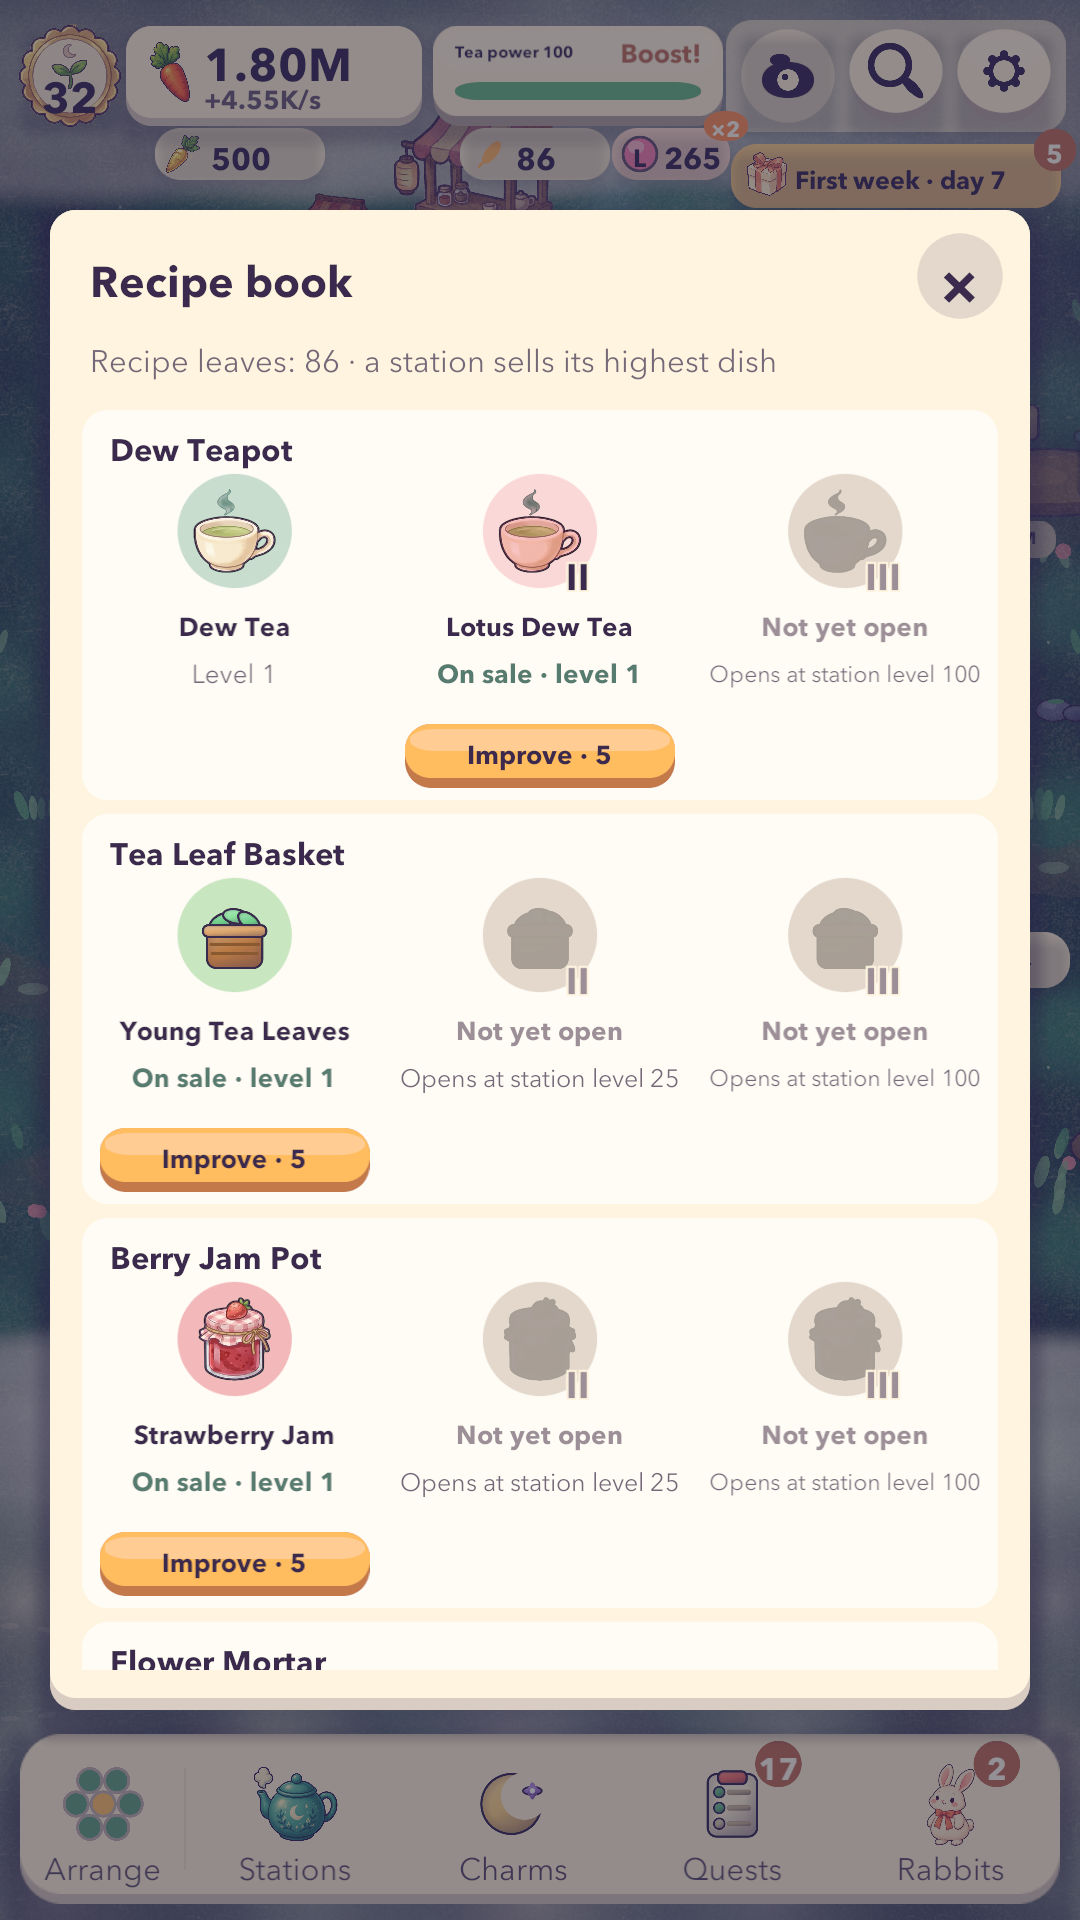 32
1.80M
+4.55K/s
Tea power 100
Boost!
500
86
L
265
×2
First week · day 7
5
Recipe book
×
Recipe leaves: 86 · a station sells its highest dish
Dew Teapot
II
III
Dew Tea
Lotus Dew Tea
Not yet open
Level 1
On sale · level 1
Opens at station level 100
Improve · 5
Tea Leaf Basket
II
III
Young Tea Leaves
Not yet open
Not yet open
On sale · level 1
Opens at station level 25
Opens at station level 100
Improve · 5
Berry Jam Pot
II
III
Strawberry Jam
Not yet open
Not yet open
On sale · level 1
Opens at station level 25
Opens at station level 100
Improve · 5
Flower Mortar
17
2
Arrange
Stations
Charms
Quests
Rabbits